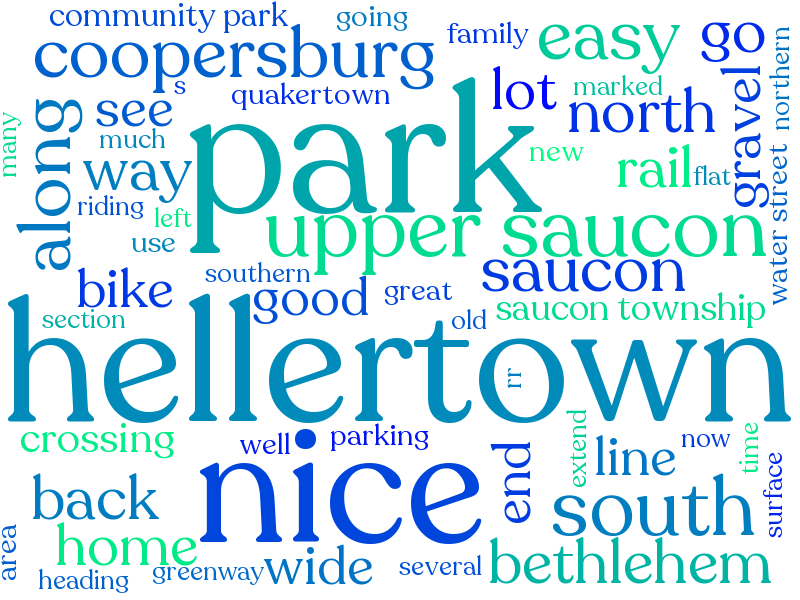 community park
going
family
easy
go
coopersburg
s
quakertown
lot
marked
northern
many
along
see
much
way
park
north
gravel
new
rail
flat
riding
left
use
upper saucon
water street
southern
saucon
bike
good
great
section
old
saucon township
hellertown
rr
crossing
well
parking
nice
end
extend
line
now
time
surface
back
south
home
area
heading
greenway
wide
several
bethlehem